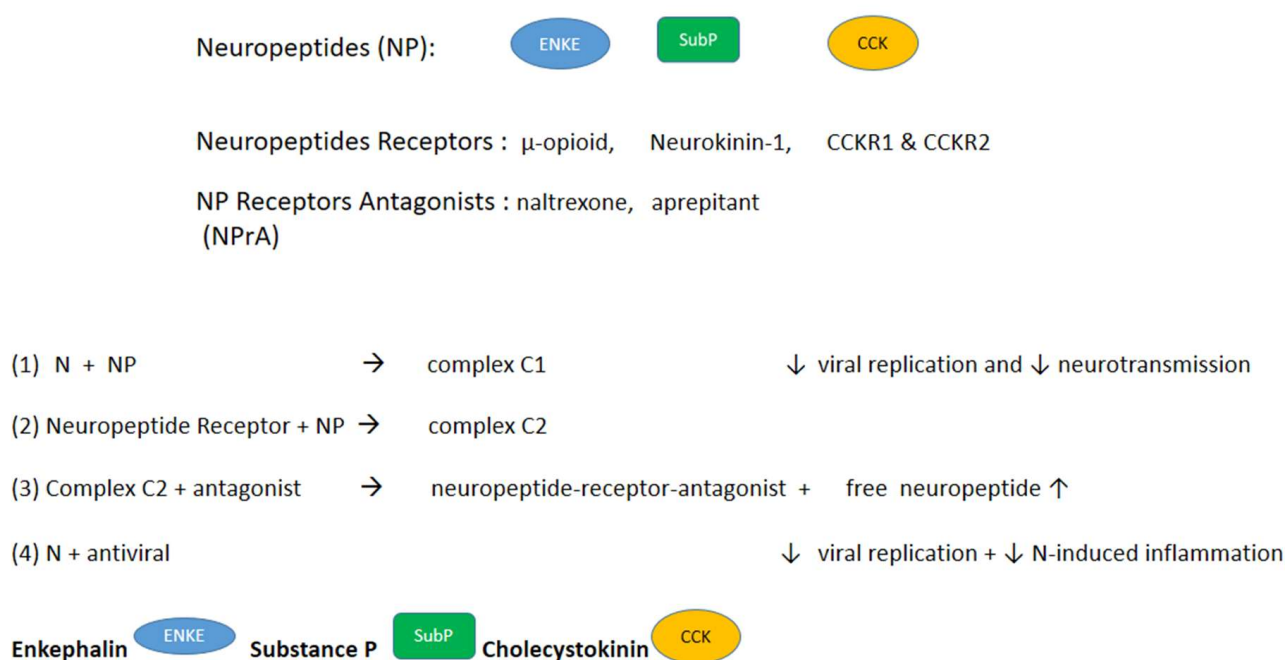 Neuropeptides (NP): ENKE SubP CCK
Neuropeptides Receptors : μ-opioid, Neurokinin-1, CCKR1 & CCKR2
NP Receptors Antagonists : naltrexone, aprepitant
(NPrA)
(1) N + NP → complex C1 ↓ viral replication and ↓ neurotransmission
(2) Neuropeptide Receptor + NP → complex C2
(3) Complex C2 + antagonist → neuropeptide-receptor-antagonist + free neuropeptide ↑
(4) N + antiviral ↓ viral replication + ↓ N-induced inflammation
Enkephalin ENKE Substance P SubP Cholecystokinin CCK